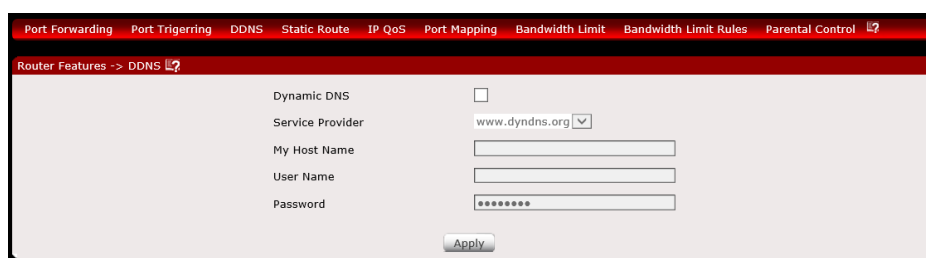 Port Forwarding Port Trigerring DDNS Static Route IP QoS Port Mapping Bandwidth Limit Bandwidth Limit Rules Parental Control
Router Features -> DDNS
Dynamic DNS
Service Provider www.dyndns.org
My Host Name
User Name
Password ●●●●●●●●
Apply